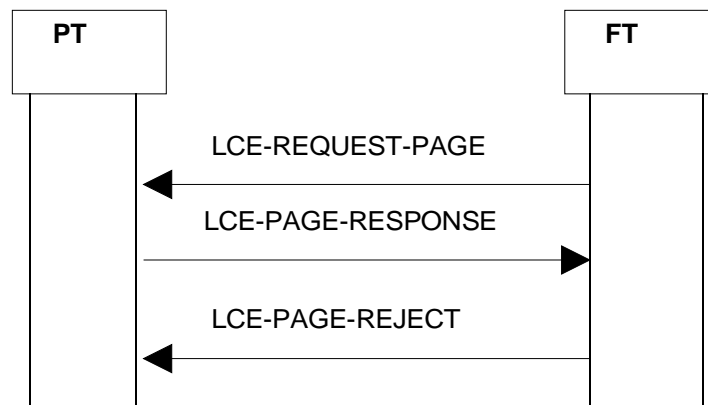 PT
FT
LCE-REQUEST-PAGE
LCE-PAGE-RESPONSE
LCE-PAGE-REJECT